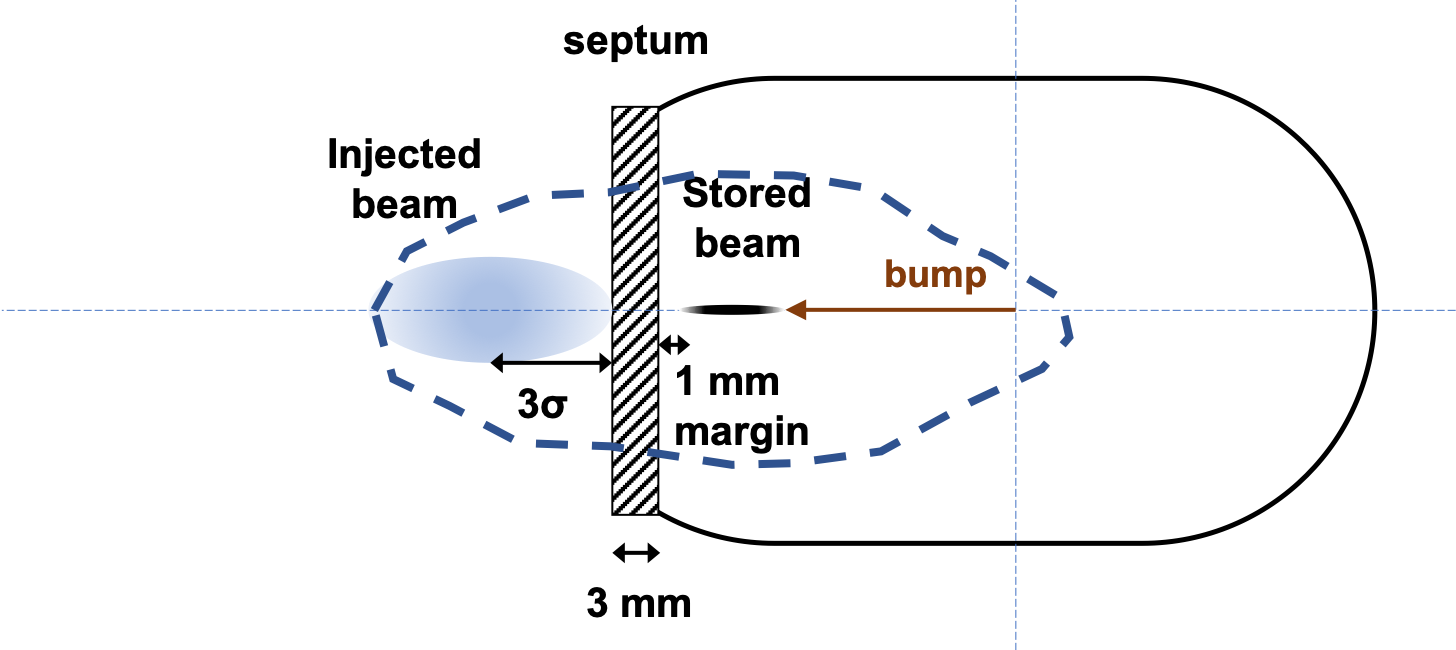 septum
Injected
beam
Stored
beam
bump
3σ
1 mm
margin
3 mm